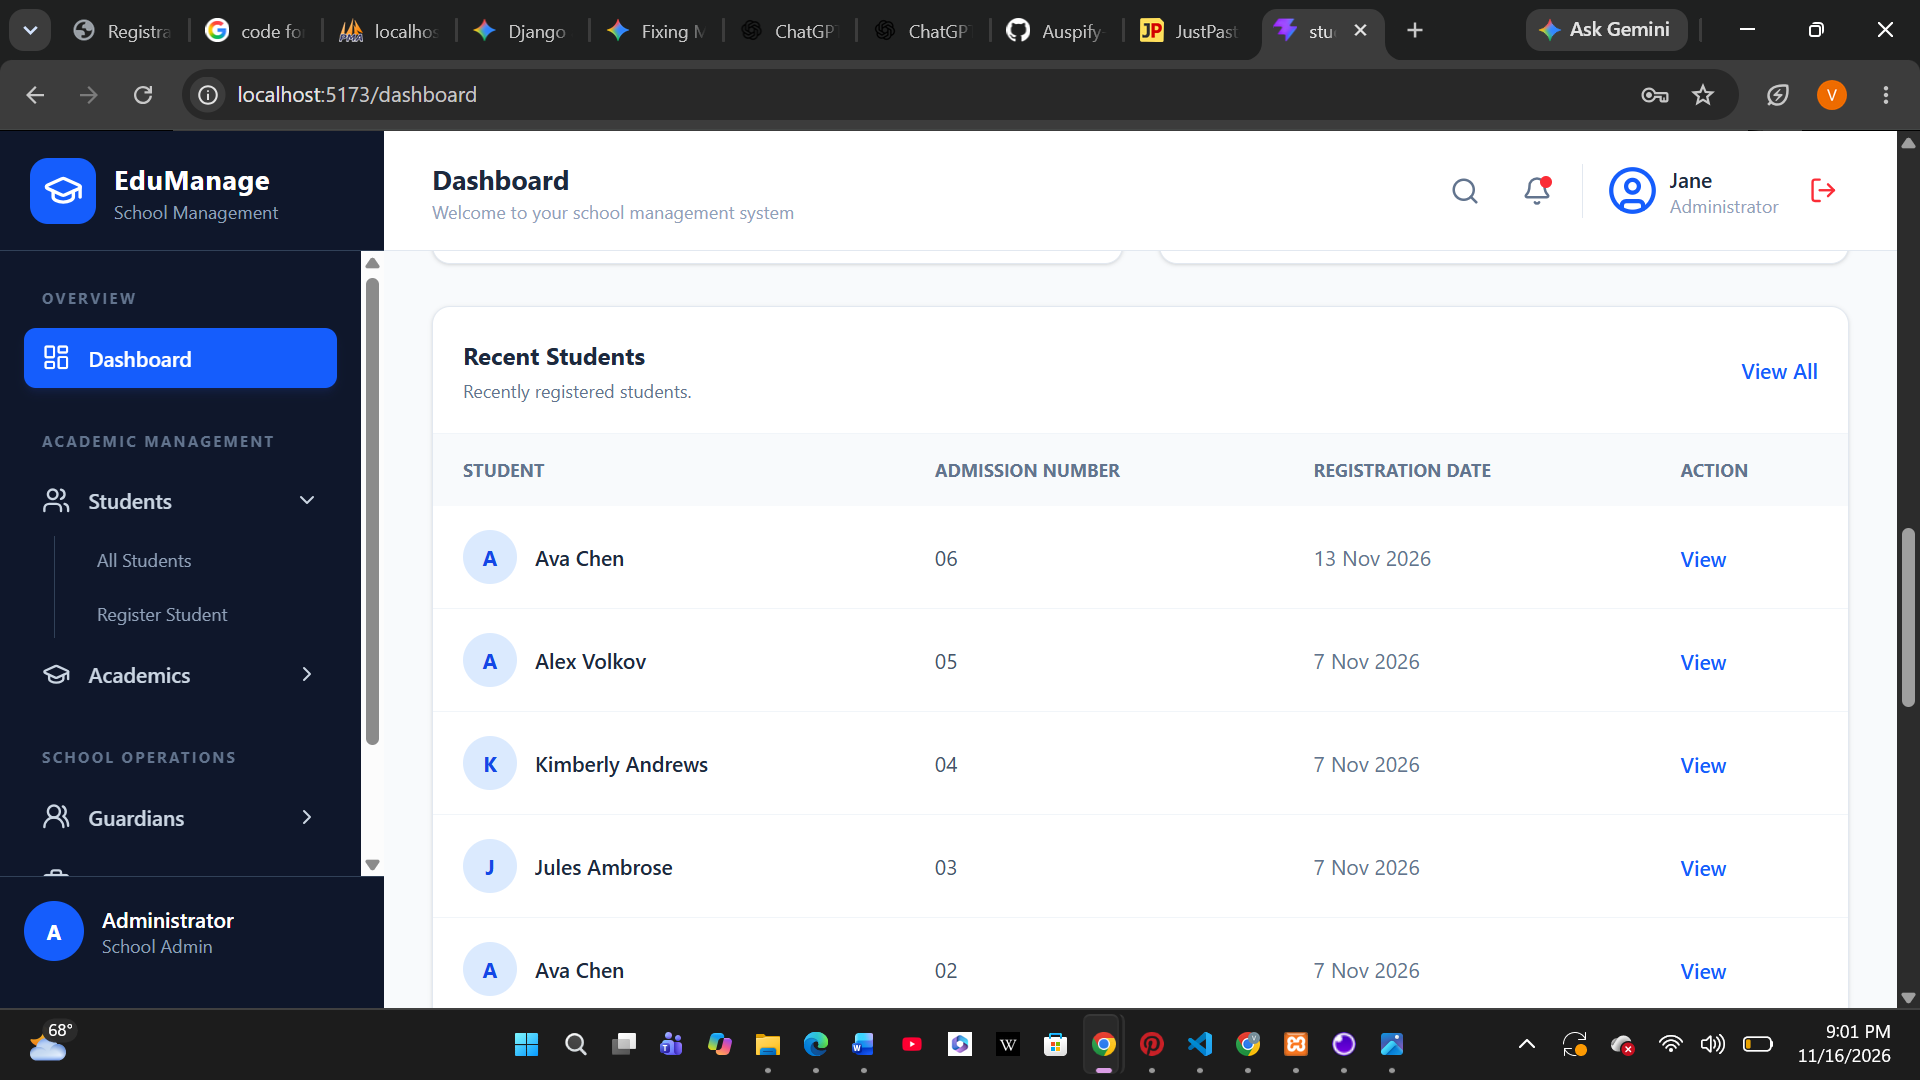 Registra
code fo
localhos
Django
Fixing M
ChatGP
ChatGP
Auspify-
JustPast
stu
Ask Gemini
localhost:5173/dashboard
V
EduManage
School Management
Dashboard
Welcome to your school management system
Jane
Administrator
OVERVIEW
Dashboard
ACADEMIC MANAGEMENT
Students
All Students
Register Student
Academics
SCHOOL OPERATIONS
Guardians
A
Administrator
School Admin
Recent Students
Recently registered students.
View All
STUDENT ADMISSION NUMBER REGISTRATION DATE ACTION
A Ava Chen 06 13 Nov 2026 View
A Alex Volkov 05 7 Nov 2026 View
K Kimberly Andrews 04 7 Nov 2026 View
J Jules Ambrose 03 7 Nov 2026 View
A Ava Chen 02 7 Nov 2026 View
68°
9:01 PM
11/16/2026